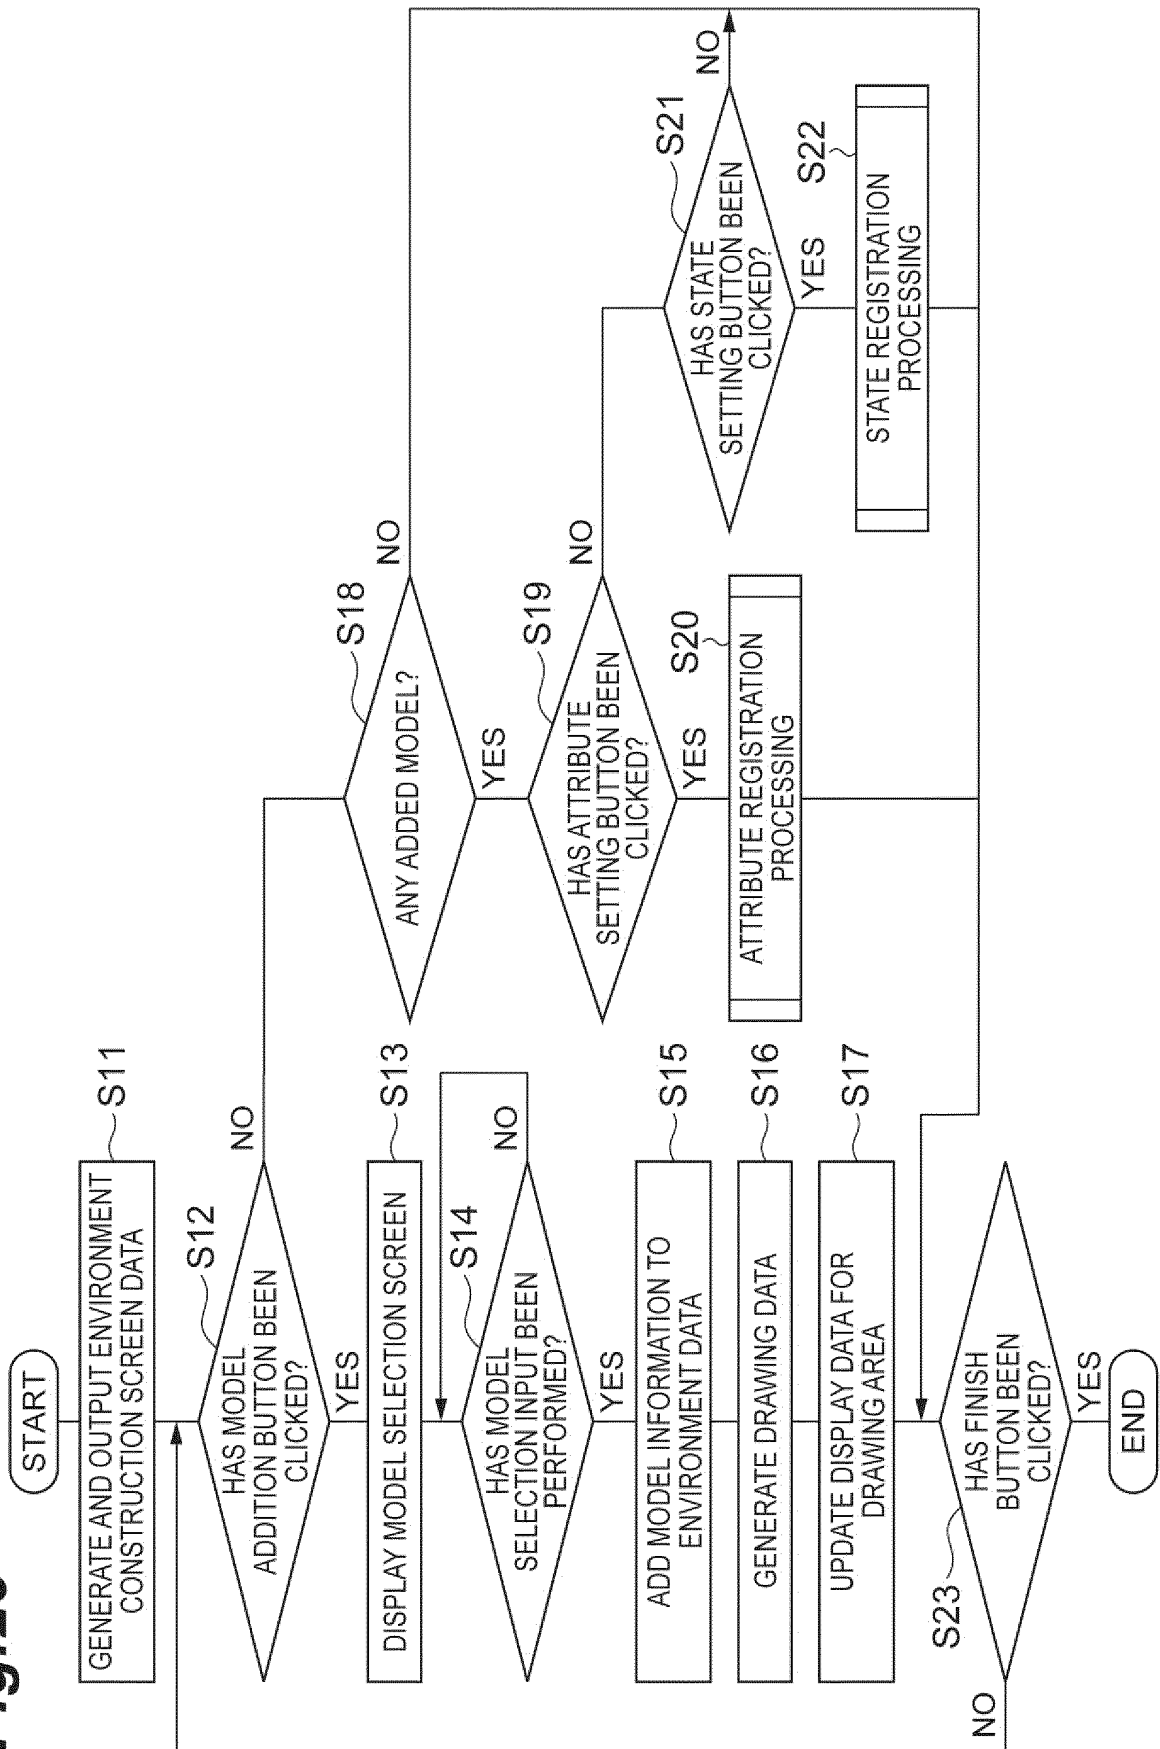 START
GENERATE AND OUTPUT ENVIRONMENT
CONSTRUCTION SCREEN DATA
S11
HAS MODEL
ADDITION BUTTON BEEN
CLICKED?
S12
NO
YES
DISPLAY MODEL SELECTION SCREEN
S13
HAS MODEL
SELECTION INPUT BEEN
PERFORMED?
S14
NO
YES
ADD MODEL INFORMATION TO
ENVIRONMENT DATA
S15
GENERATE DRAWING DATA
S16
UPDATE DISPLAY DATA FOR
DRAWING AREA
S17
ANY ADDED MODEL?
S18
NO
YES
HAS ATTRIBUTE
SETTING BUTTON BEEN
CLICKED?
S19
NO
YES
ATTRIBUTE REGISTRATION
PROCESSING
S20
HAS STATE
SETTING BUTTON BEEN
CLICKED?
S21
NO
YES
STATE REGISTRATION
PROCESSING
S22
HAS FINISH
BUTTON BEEN
CLICKED?
S23
NO
YES
END